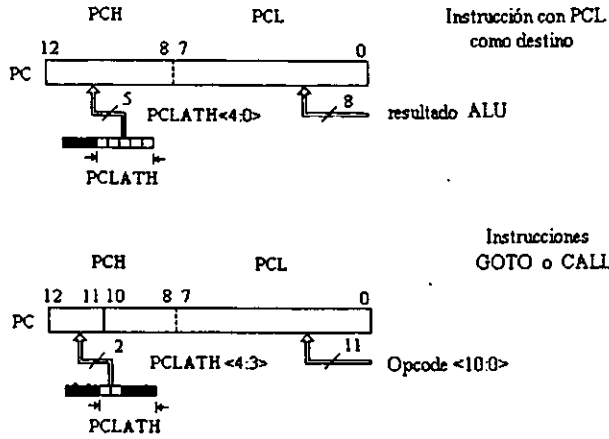 PCH PCL Instrucción con PCL
como destino
12 8 7 0
PC
5 PCLATH<4:0> 8 resultado ALU
PCLATH
Instrucciones
GOTO o CALL
PCH PCL
12 11 10 8 7 0
PC
2 PCLATH<4:3> 11 Opcode <10:0>
PCLATH